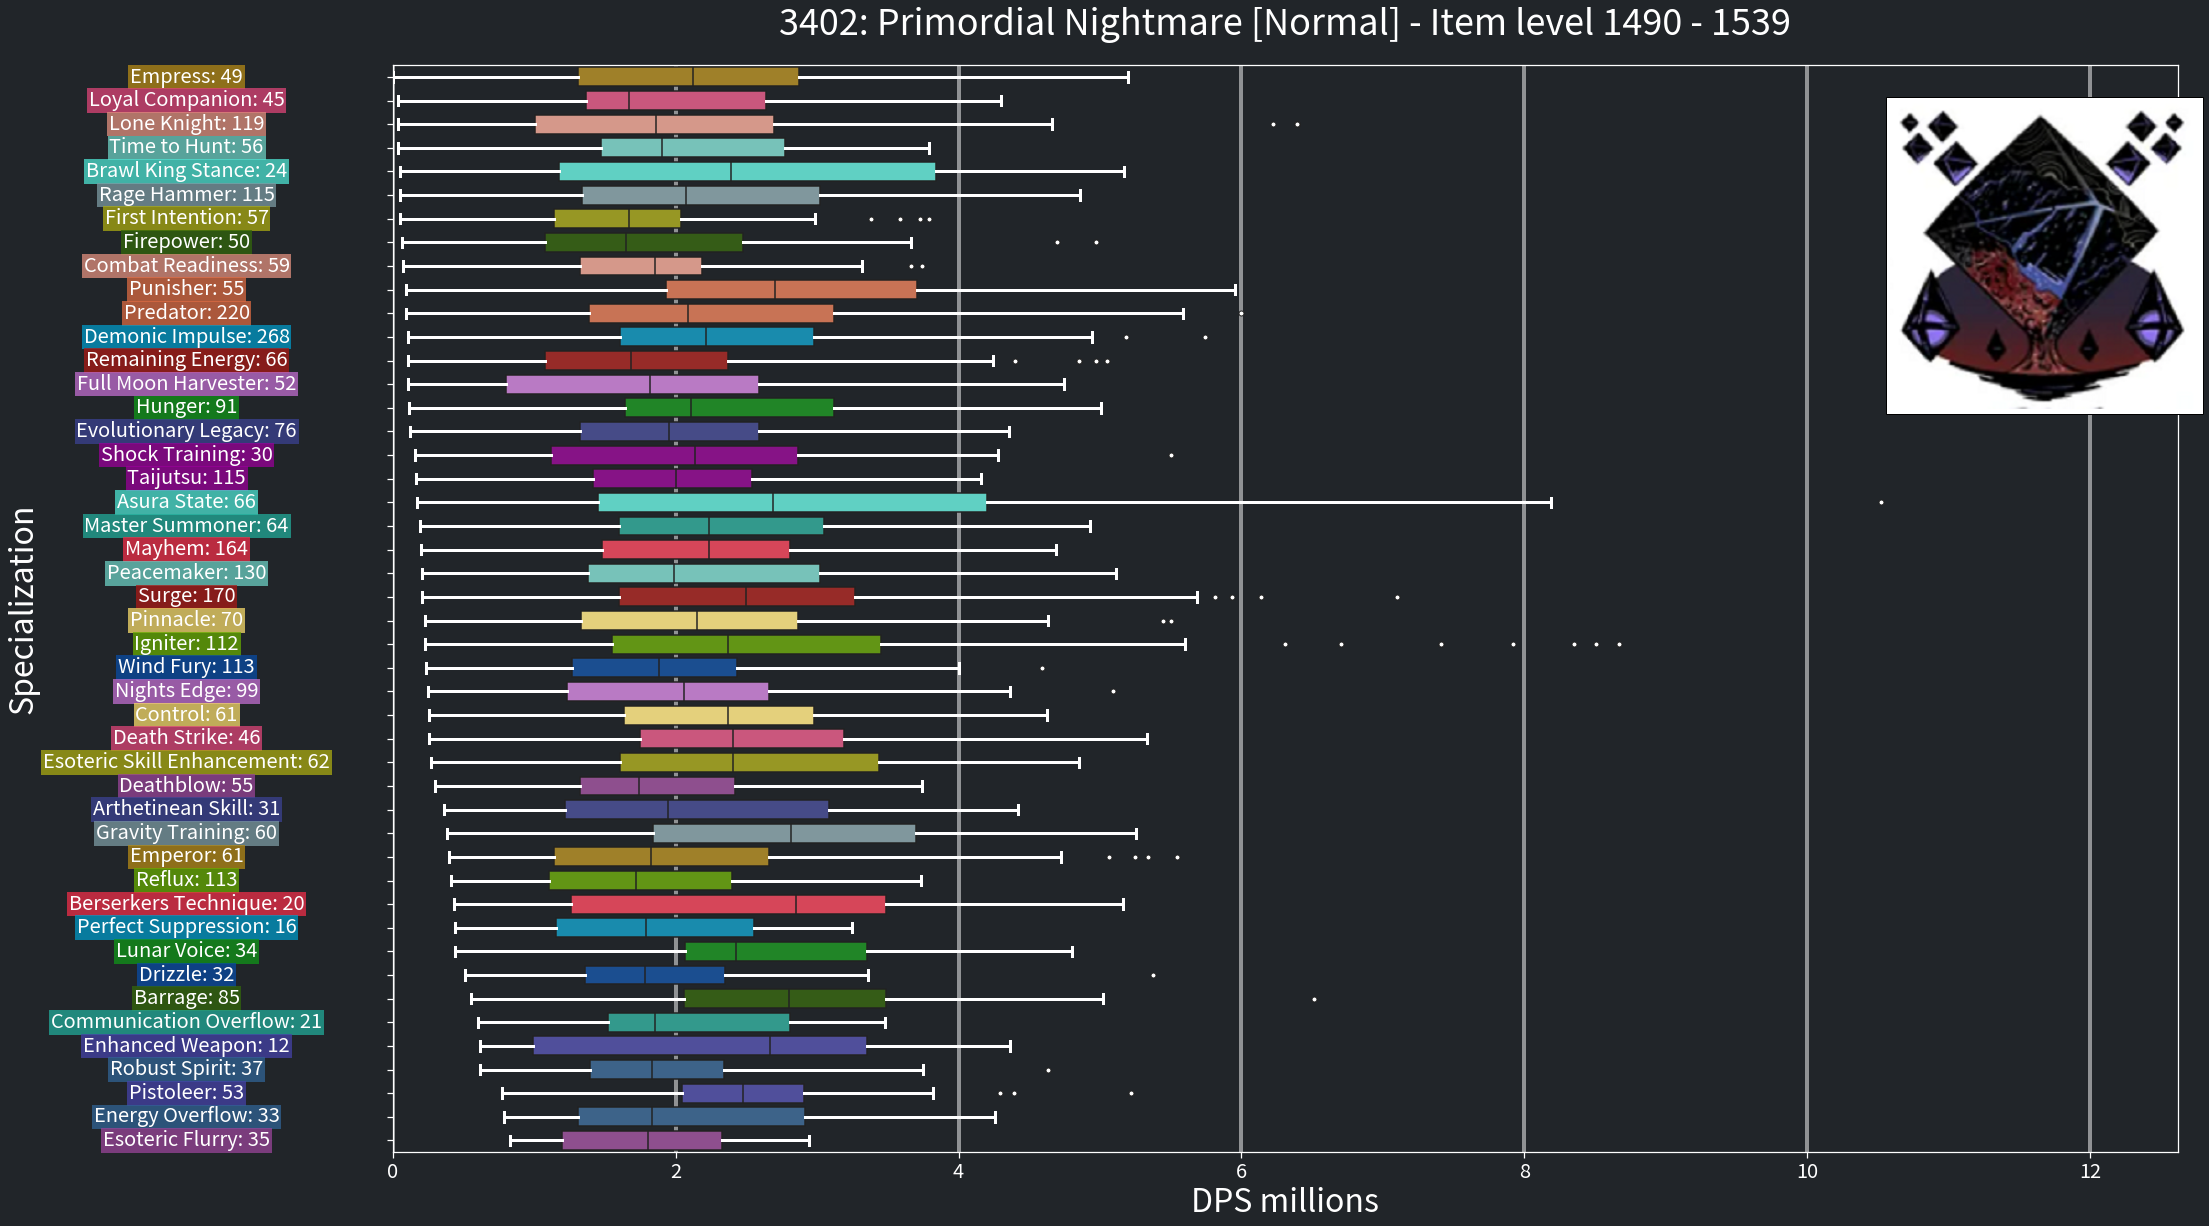 3402: Primordial Nightmare [Normal] - Item level 1490 - 1539
Specialization
Empress: 49
Loyal Companion: 45
Lone Knight: 119
Time to Hunt: 56
Brawl King Stance: 24
Rage Hammer: 115
First Intention: 57
Firepower: 50
Combat Readiness: 59
Punisher: 55
Predator: 220
Demonic Impulse: 268
Remaining Energy: 66
Full Moon Harvester: 52
Hunger: 91
Evolutionary Legacy: 76
Shock Training: 30
Taijutsu: 115
Asura State: 66
Master Summoner: 64
Mayhem: 164
Peacemaker: 130
Surge: 170
Pinnacle: 70
Igniter: 112
Wind Fury: 113
Nights Edge: 99
Control: 61
Death Strike: 46
Esoteric Skill Enhancement: 62
Deathblow: 55
Arthetinean Skill: 31
Gravity Training: 60
Emperor: 61
Reflux: 113
Berserkers Technique: 20
Perfect Suppression: 16
Lunar Voice: 34
Drizzle: 32
Barrage: 85
Communication Overflow: 21
Enhanced Weapon: 12
Robust Spirit: 37
Pistoleer: 53
Energy Overflow: 33
Esoteric Flurry: 35
0 2 4 6 8 10 12
DPS millions